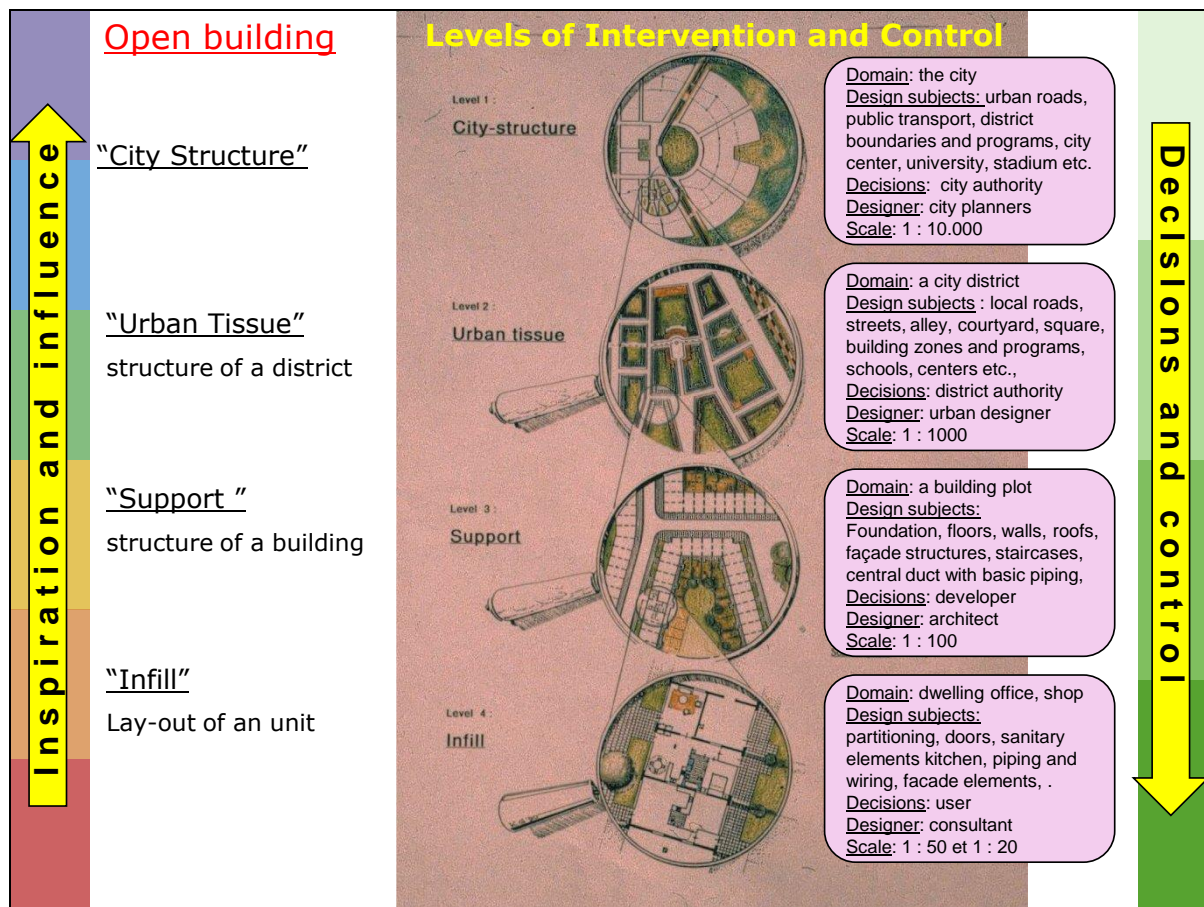 Open building
Levels of Intervention and Control
Inspiration and influence
“City Structure”
“Urban Tissue”
structure of a district
“Support ”
structure of a building
“Infill”
Lay-out of an unit
Level 1 :
City-structure
Level 2 :
Urban tissue
Level 3 :
Support
Level 4 :
Infill
Domain: the city
Design subjects: urban roads,
public transport, district
boundaries and programs, city
center, university, stadium etc.
Decisions: city authority
Designer: city planners
Scale: 1 : 10.000
Domain: a city district
Design subjects : local roads,
streets, alley, courtyard, square,
building zones and programs,
schools, centers etc.,
Decisions: district authority
Designer: urban designer
Scale: 1 : 1000
Domain: a building plot
Design subjects:
Foundation, floors, walls, roofs,
façade structures, staircases,
central duct with basic piping,
Decisions: developer
Designer: architect
Scale: 1 : 100
Domain: dwelling office, shop
Design subjects:
partitioning, doors, sanitary
elements kitchen, piping and
wiring, facade elements, .
Decisions: user
Designer: consultant
Scale: 1 : 50 et 1 : 20
DecIsIons and control